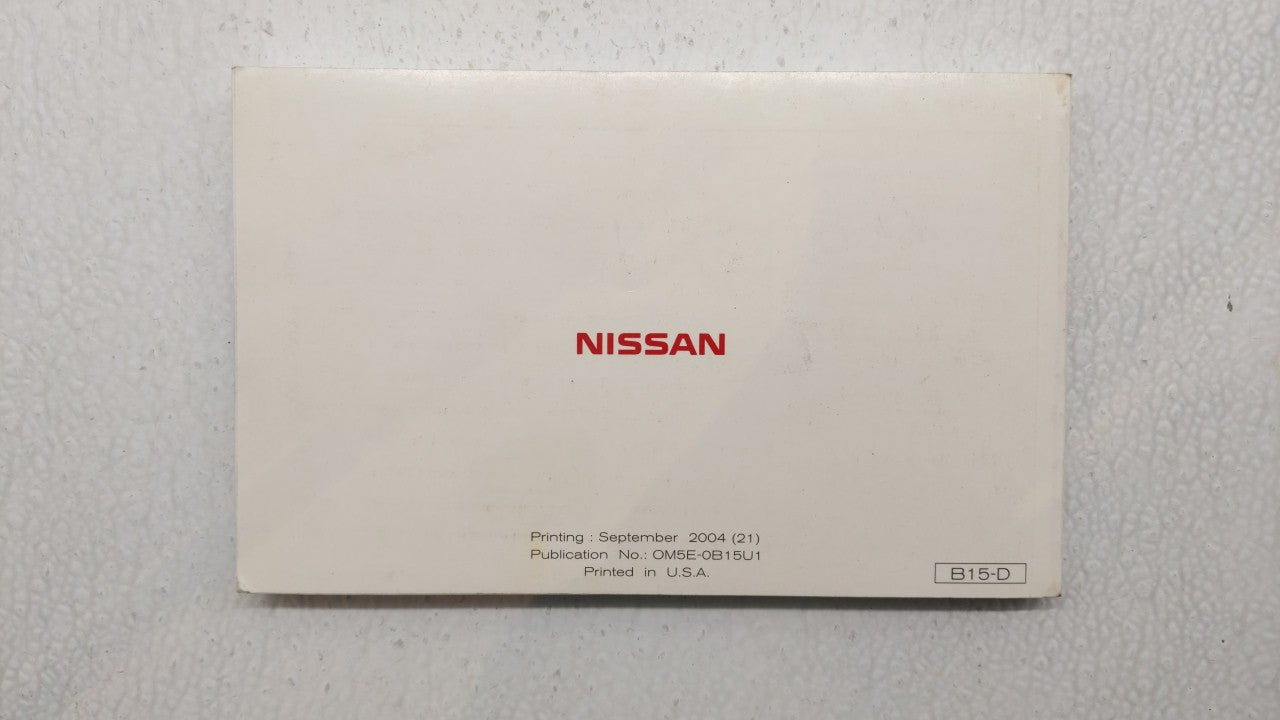 NISSAN
Printing : September 2004 (21)
Publication No.: OM5E-0B15U1
Printed in U.S.A.
B15-D